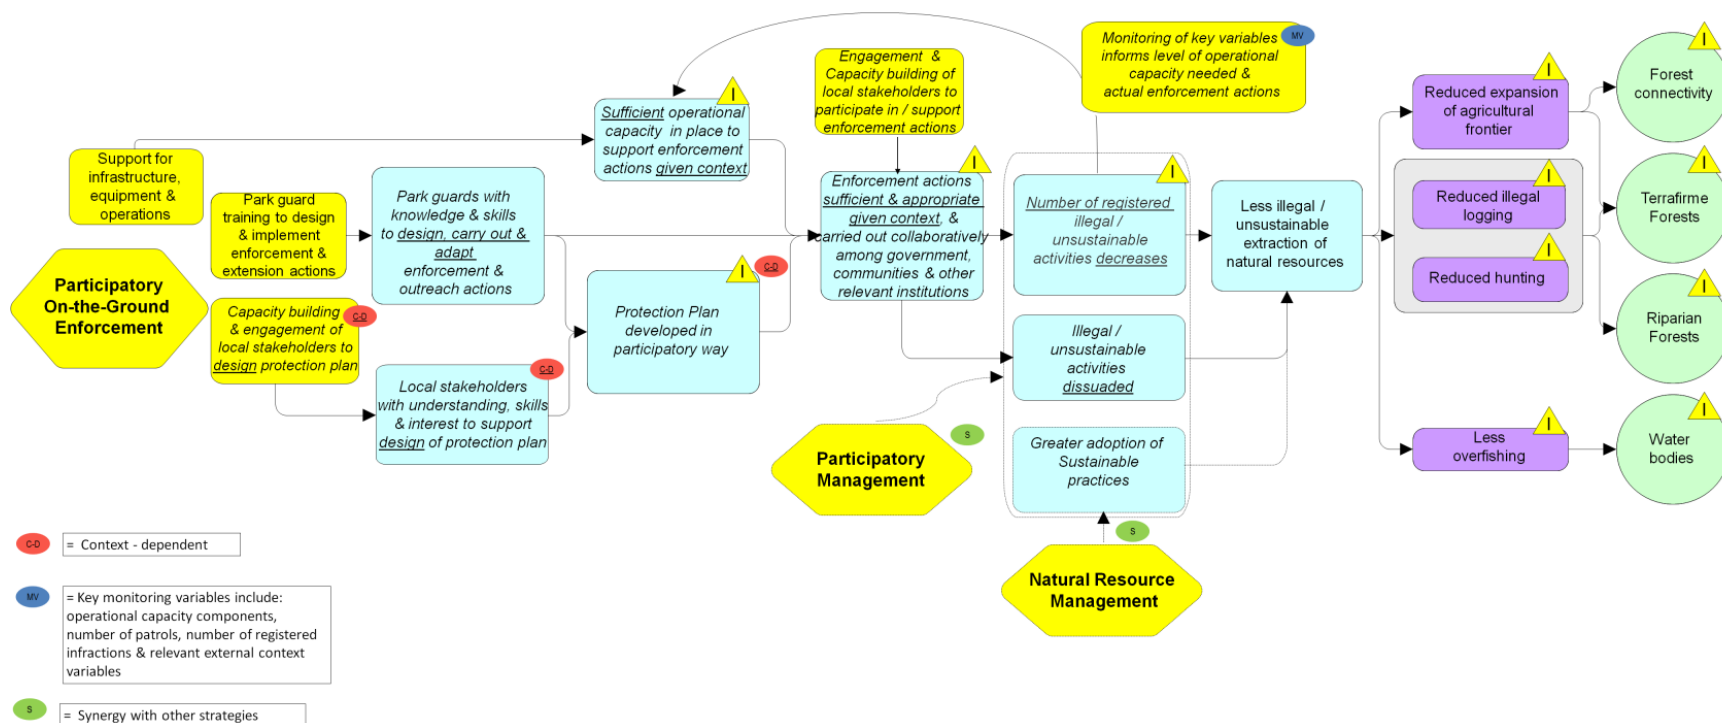 Monitoring of key variables
informs level of operational
capacity needed &
actual enforcement actions
MV
Engagement &
Capacity building of
local stakeholders to
participate in / support
enforcement actions
I
Sufficient operational
capacity in place to
support enforcement
actions given context
I
Support for
infrastructure,
equipment &
operations
Park guard
training to design
& implement
enforcement &
extension actions
Park guards with
knowledge & skills
to design, carry out &
adapt
enforcement &
outreach actions
Participatory
On-the-Ground
Enforcement
Capacity building
& engagement of
local stakeholders to
design protection plan
C-D
Local stakeholders
with understanding, skills
& interest to support
design of protection plan
C-D
Protection Plan
developed in
participatory way
I
C-D
Enforcement actions
sufficient & appropriate
given context, &
carried out collaboratively
among government,
communities & other
relevant institutions
I
Number of registered
illegal /
unsustainable
activities decreases
I
Illegal /
unsustainable
activities
dissuaded
Greater adoption of
Sustainable
practices
Participatory
Management
S
Natural Resource
Management
S
Less illegal /
unsustainable
extraction of
natural resources
Reduced expansion
of agricultural
frontier
I
Reduced illegal
logging
I
Reduced hunting
I
Less
overfishing
I
Forest
connectivity
I
Terrafirme
Forests
I
Riparian
Forests
I
Water
bodies
I
C-D
= Context - dependent
MV
= Key monitoring variables include:
operational capacity components,
number of patrols, number of registered
infractions & relevant external context
variables
S
= Synergy with other strategies